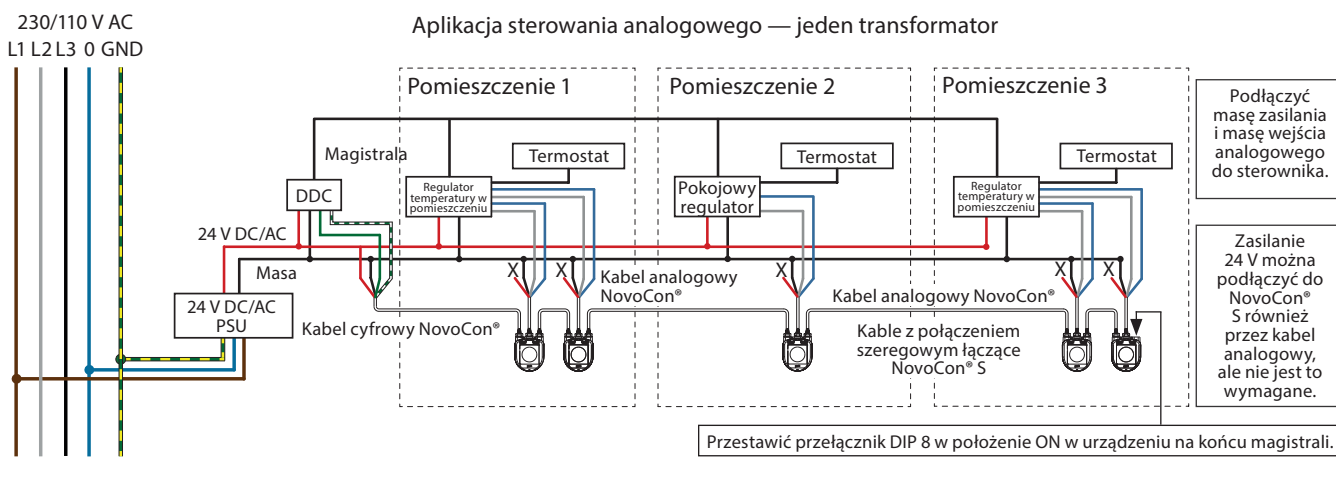 230/110 V AC
L1 L2 L3 0 GND
Aplikacja sterowania analogowego — jeden transformator
Pomieszczenie 1
Pomieszczenie 2
Pomieszczenie 3
Magistrala
Termostat
Termostat
Termostat
DDC
Regulator
temperatury w
pomieszczeniu
Pokojowy
regulator
Regulator
temperatury w
pomieszczeniu
24 V DC/AC
Masa
X
X
X
X
X
24 V DC/AC
PSU
Kabel cyfrowy NovoCon®
Kabel analogowy
NovoCon®
Kabel analogowy NovoCon®
Kable z połączeniem
szeregowym łączące
NovoCon® S
Podłączyć
masę zasilania
i masę wejścia
analogowego
do sterownika.
Zasilanie
24 V można
podłączyć do
NovoCon®
S również
przez kabel
analogowy,
ale nie jest to
wymagane.
Przestawić przełącznik DIP 8 w położenie ON w urządzeniu na końcu magistrali.